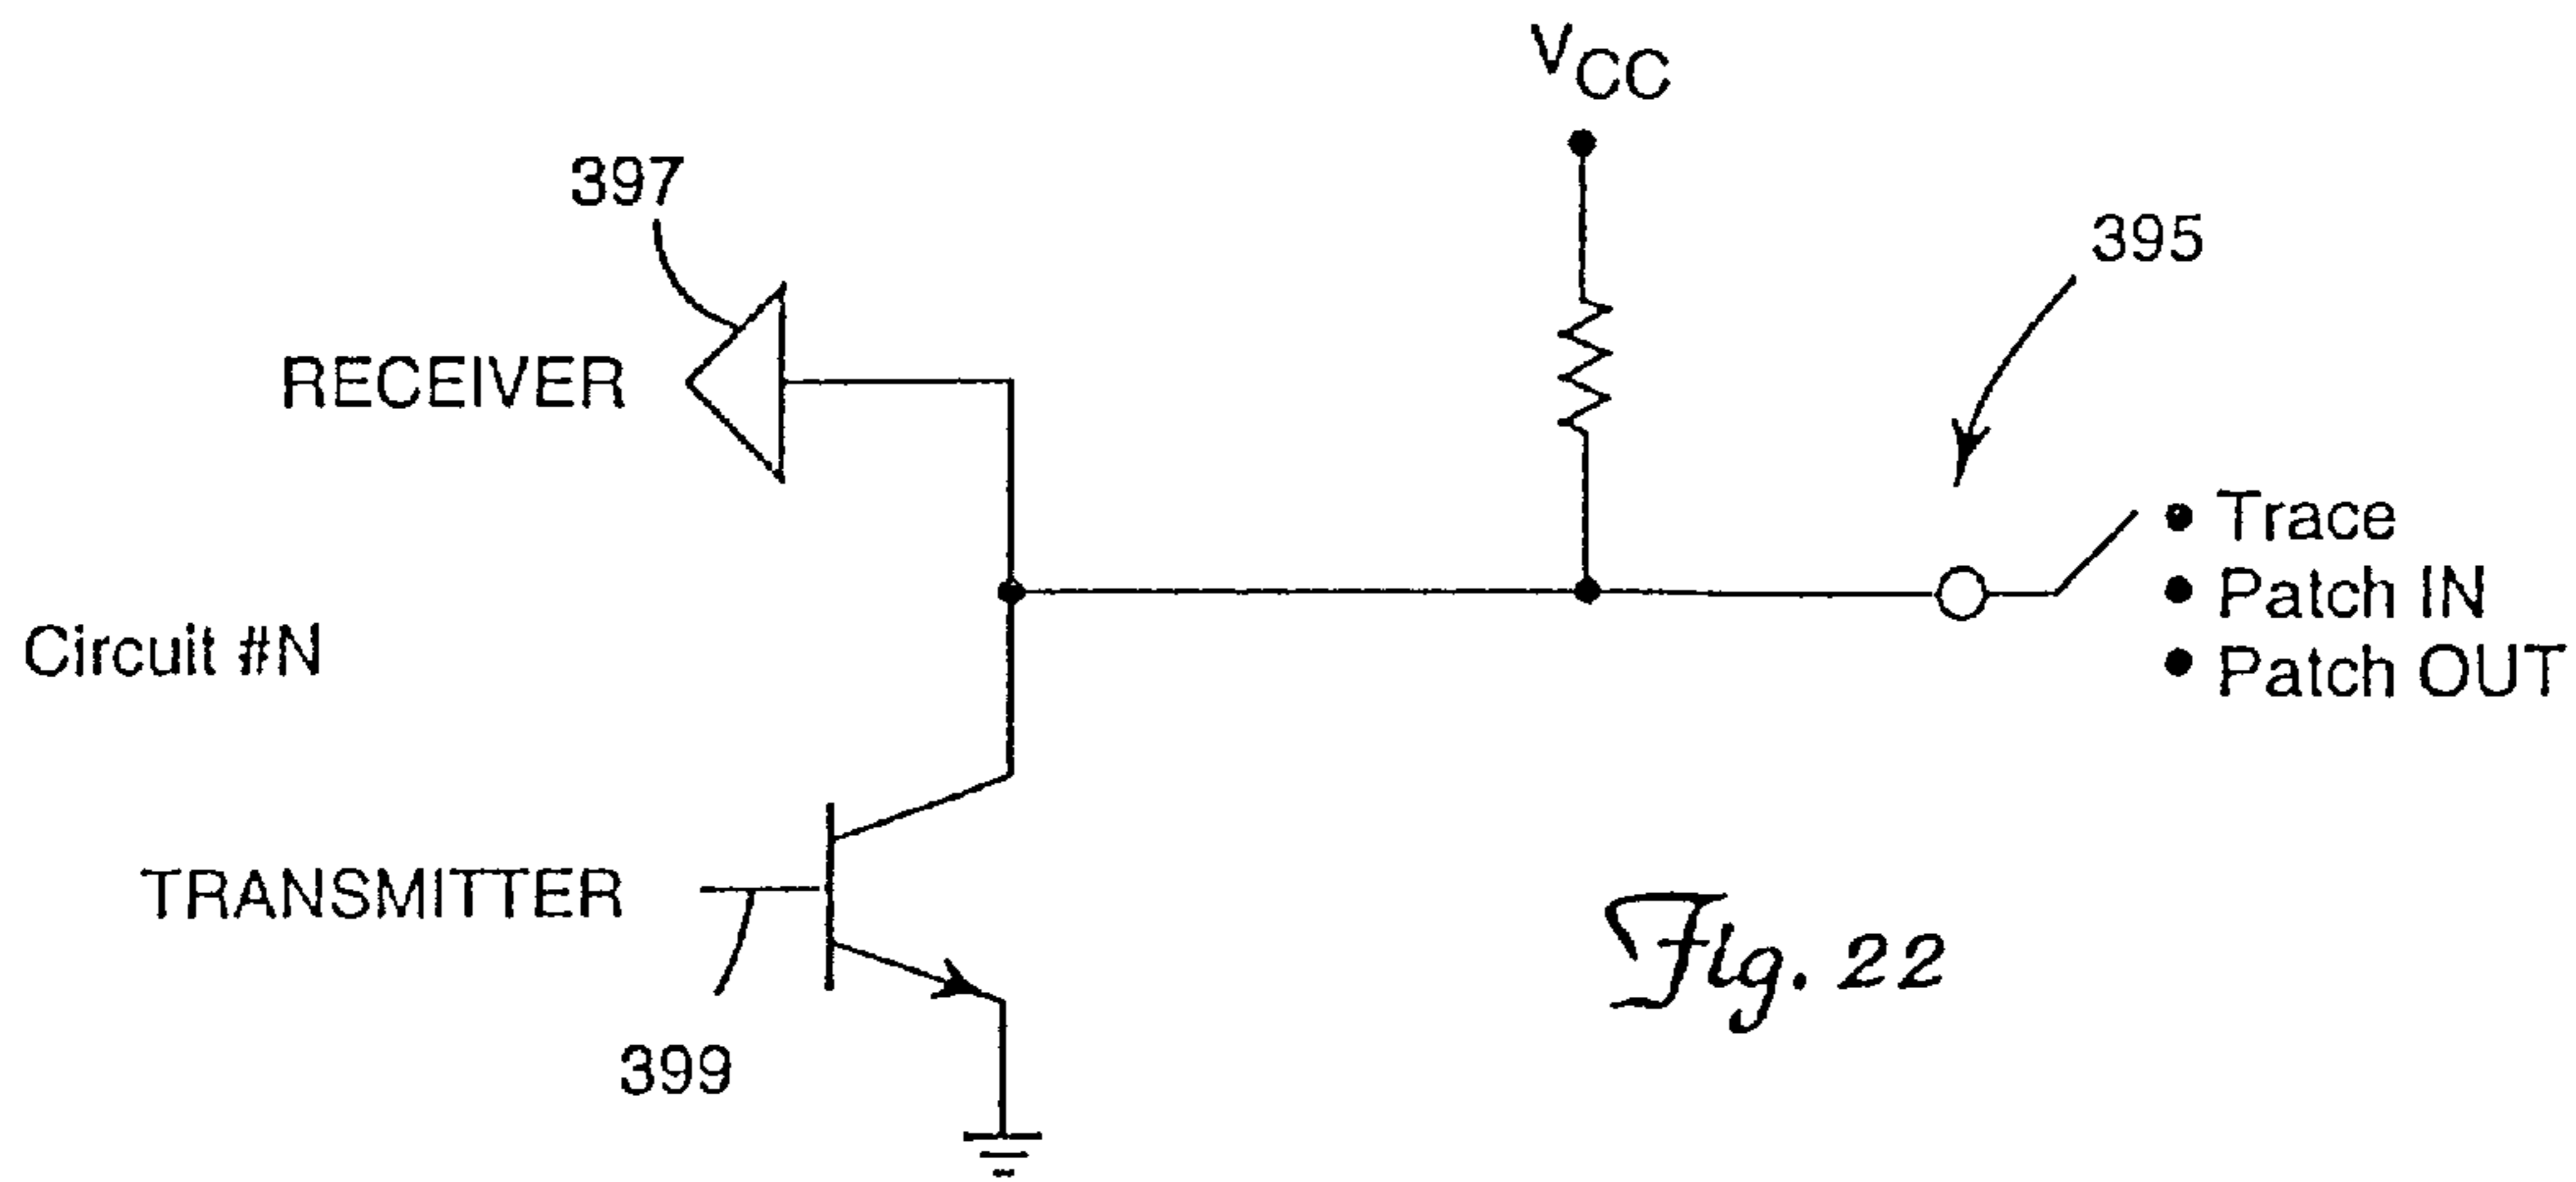 VCC
397
395
RECEIVER
Trace
Patch IN
Patch OUT
Circuit #N
TRANSMITTER
399
Fig. 22